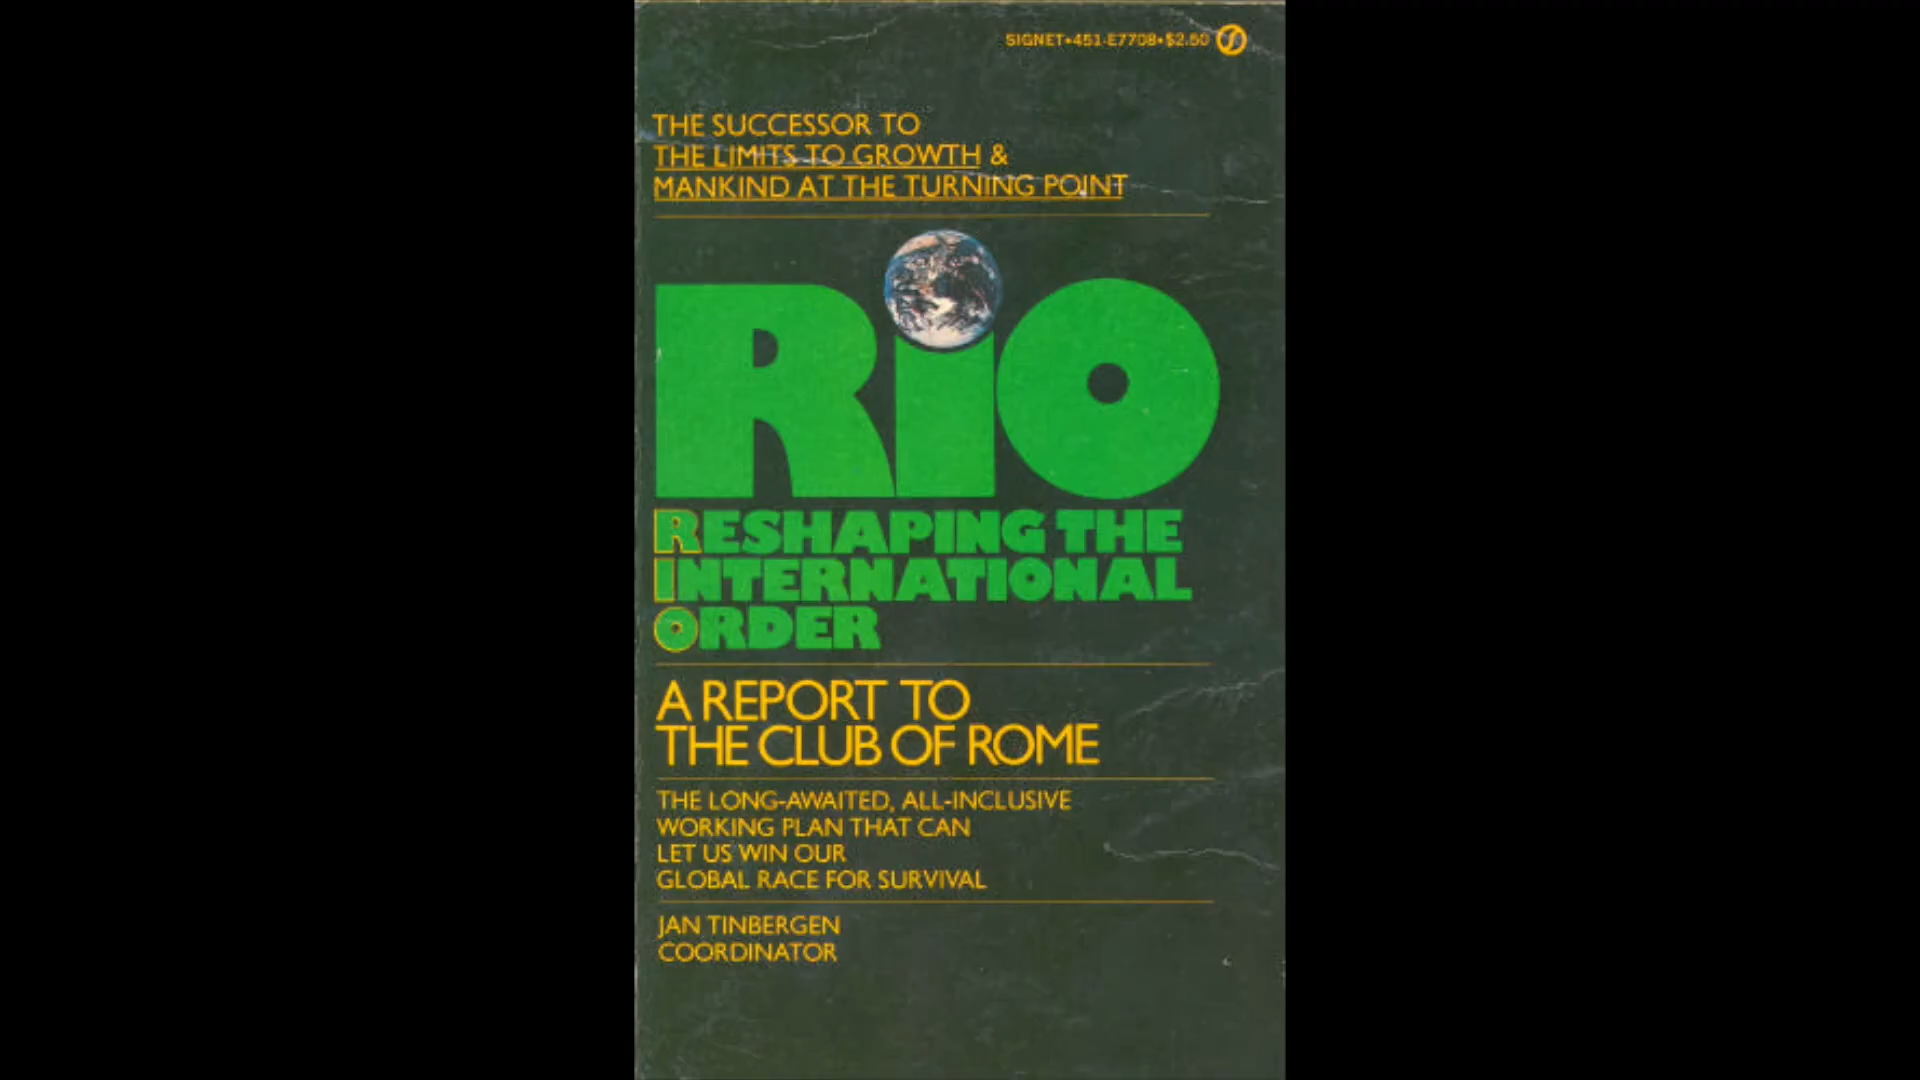 SIGNET•451-E7708•$2.50
THE SUCCESSOR TO
THE LIMITS TO GROWTH &
MANKIND AT THE TURNING POINT
RiO
RESHAPING THE
INTERNATIONAL
ORDER
A REPORT TO
THE CLUB OF ROME
THE LONG-AWAITED, ALL-INCLUSIVE
WORKING PLAN THAT CAN
LET US WIN OUR
GLOBAL RACE FOR SURVIVAL
JAN TINBERGEN
COORDINATOR